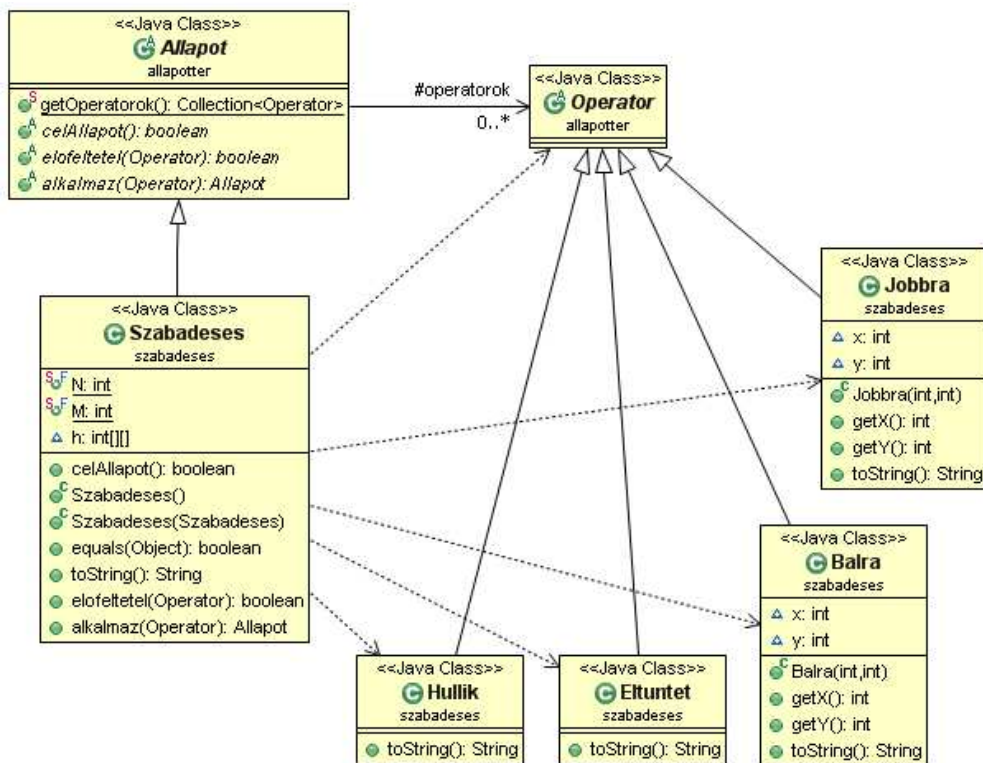 <<Java Class>>
Allapot
allapotter
getOperatorok(): Collection<Operator>
celAllapot(): boolean
elofeltetel(Operator): boolean
alkalmaz(Operator): Allapot
#operatorok
0..*
<<Java Class>>
Operator
allapotter
<<Java Class>>
Szabadeses
szabadeses
N: int
M: int
h: int[][]
celAllapot(): boolean
Szabadeses()
Szabadeses(Szabadeses)
equals(Object): boolean
toString(): String
elofeltetel(Operator): boolean
alkalmaz(Operator): Allapot
<<Java Class>>
Jobbra
szabadeses
x: int
y: int
Jobbra(int,int)
getX(): int
getY(): int
toString(): String
<<Java Class>>
Balra
szabadeses
x: int
y: int
Balra(int,int)
getX(): int
getY(): int
toString(): String
<<Java Class>>
Hullik
szabadeses
toString(): String
<<Java Class>>
Eltuntet
szabadeses
toString(): String